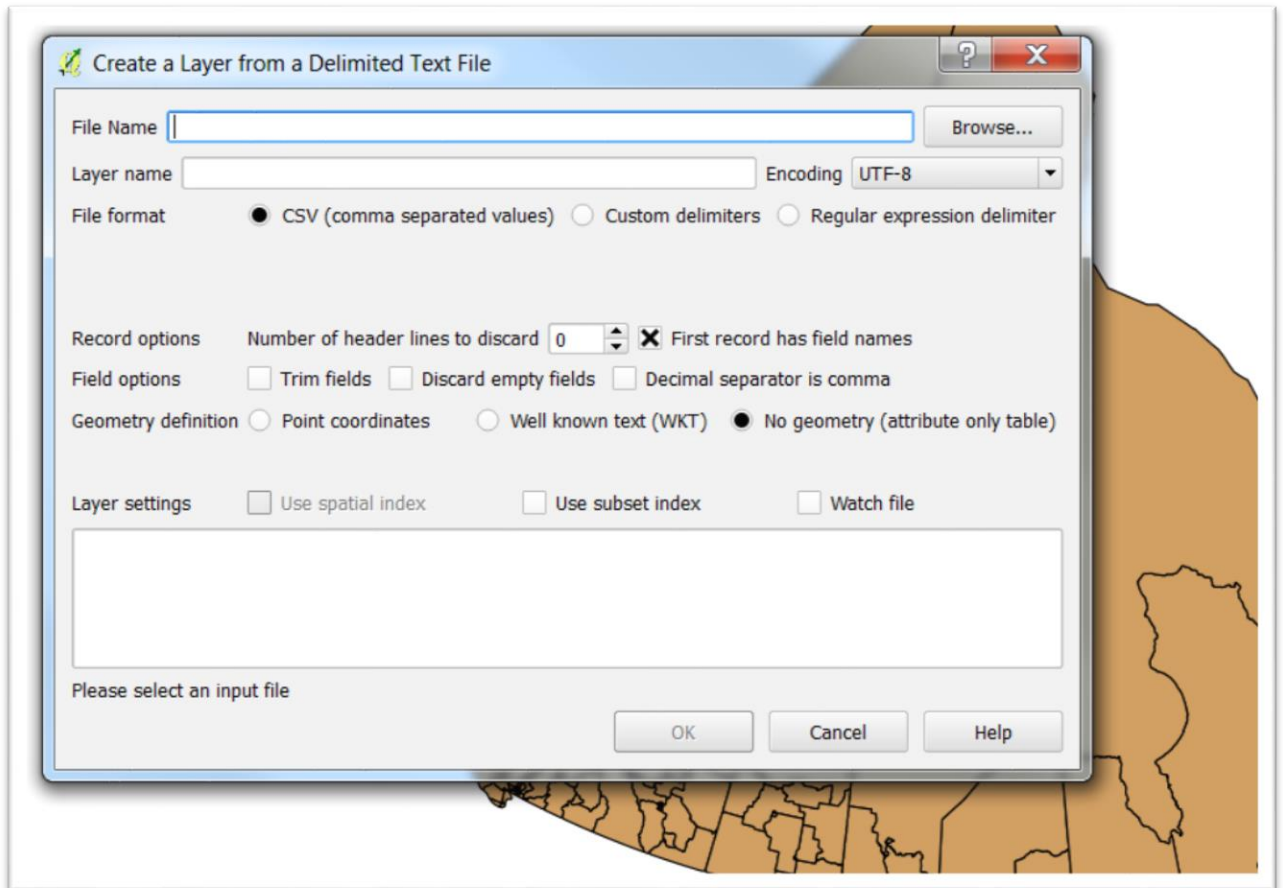 Create a Layer from a Delimited Text File
File Name Browse...
Layer name Encoding UTF-8
File format CSV (comma separated values) Custom delimiters Regular expression delimiter
Record options Number of header lines to discard 0 First record has field names
Field options Trim fields Discard empty fields Decimal separator is comma
Geometry definition Point coordinates Well known text (WKT) No geometry (attribute only table)
Layer settings Use spatial index Use subset index Watch file
Please select an input file
OK Cancel Help